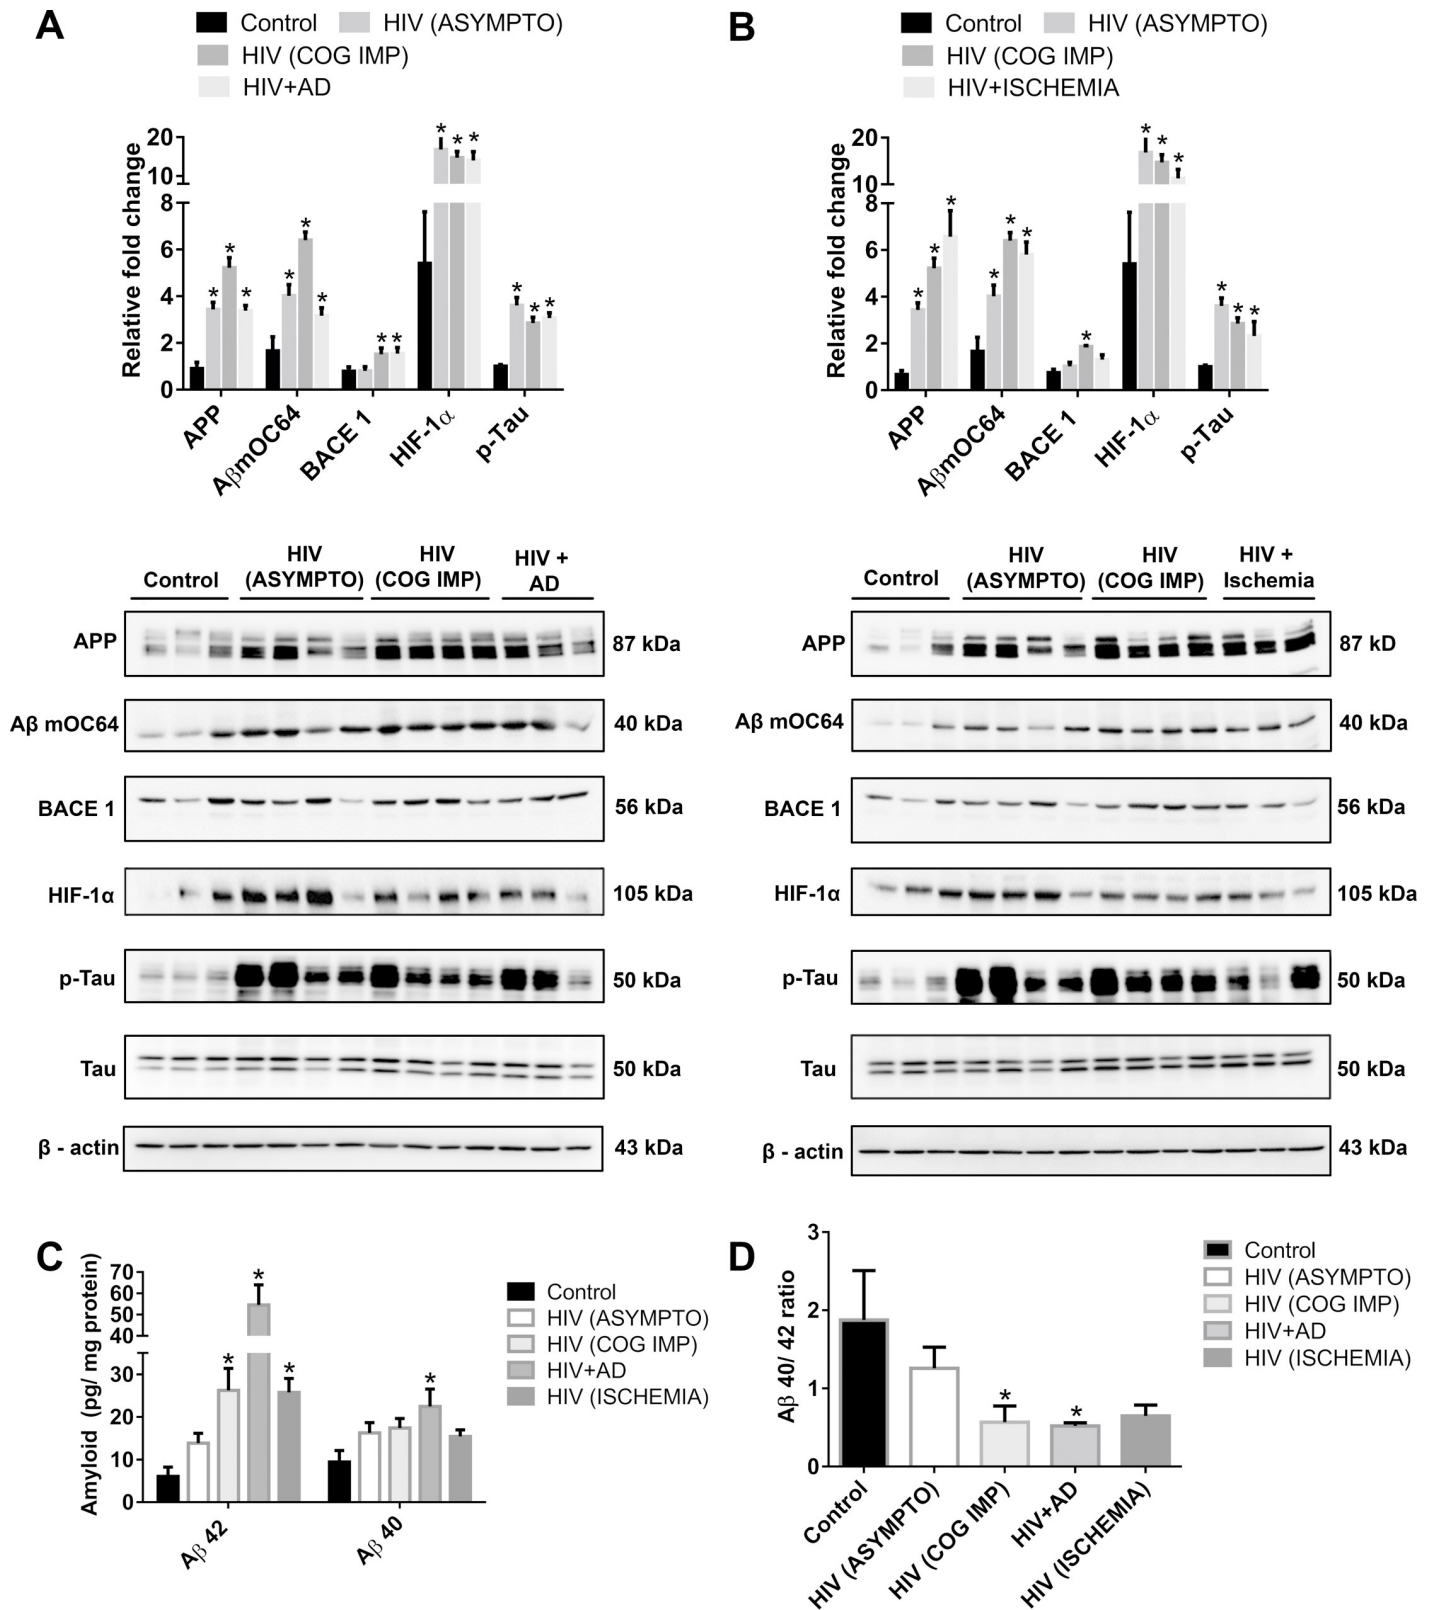 A
Control HIV (ASYMPTO)
HIV (COG IMP)
HIV+AD
Relative fold change
20
10
8
6
4
2
0
* * * * * * * * * * * * * *
APP AβmOC64 BACE 1 HIF-1α p-Tau
Control HIV (ASYMPTO) HIV (COG IMP) HIV + AD
APP 87 kDa
Aβ mOC64 40 kDa
BACE 1 56 kDa
HIF-1α 105 kDa
p-Tau 50 kDa
Tau 50 kDa
β - actin 43 kDa
B
Control HIV (ASYMPTO)
HIV (COG IMP)
HIV+ISCHEMIA
Relative fold change
20
10
8
6
4
2
0
* * * * * * * * * * * * *
APP AβmOC64 BACE 1 HIF-1α p-Tau
Control HIV (ASYMPTO) HIV (COG IMP) HIV + Ischemia
APP 87 kD
Aβ mOC64 40 kDa
BACE 1 56 kDa
HIF-1α 105 kDa
p-Tau 50 kDa
Tau 50 kDa
β - actin 43 kDa
C
Amyloid (pg/ mg protein)
70
60
50
40
30
20
10
0
* * * *
Aβ 42 Aβ 40
Control
HIV (ASYMPTO)
HIV (COG IMP)
HIV+AD
HIV (ISCHEMIA)
D
Aβ 40/ 42 ratio
3
2
1
0
* *
Control HIV (ASYMPTO) HIV (COG IMP) HIV+AD HIV (ISCHEMIA)
Control
HIV (ASYMPTO)
HIV (COG IMP)
HIV+AD
HIV (ISCHEMIA)